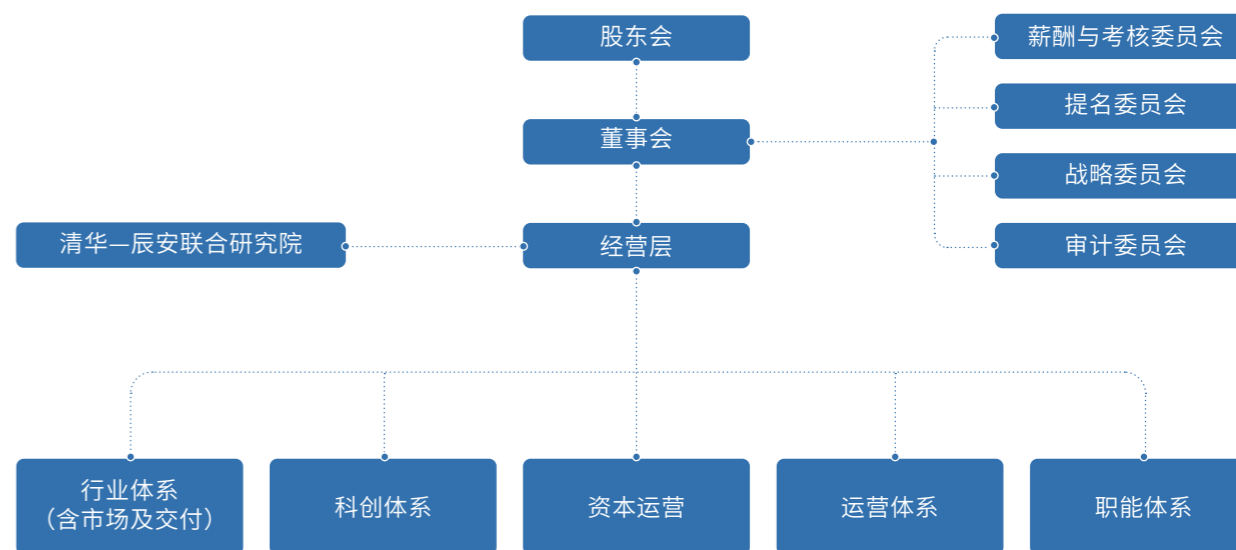 股东会
薪酬与考核委员会
提名委员会
董事会
战略委员会
清华—辰安联合研究院
经营层
审计委员会
行业体系
（含市场及交付）
科创体系
资本运营
运营体系
职能体系